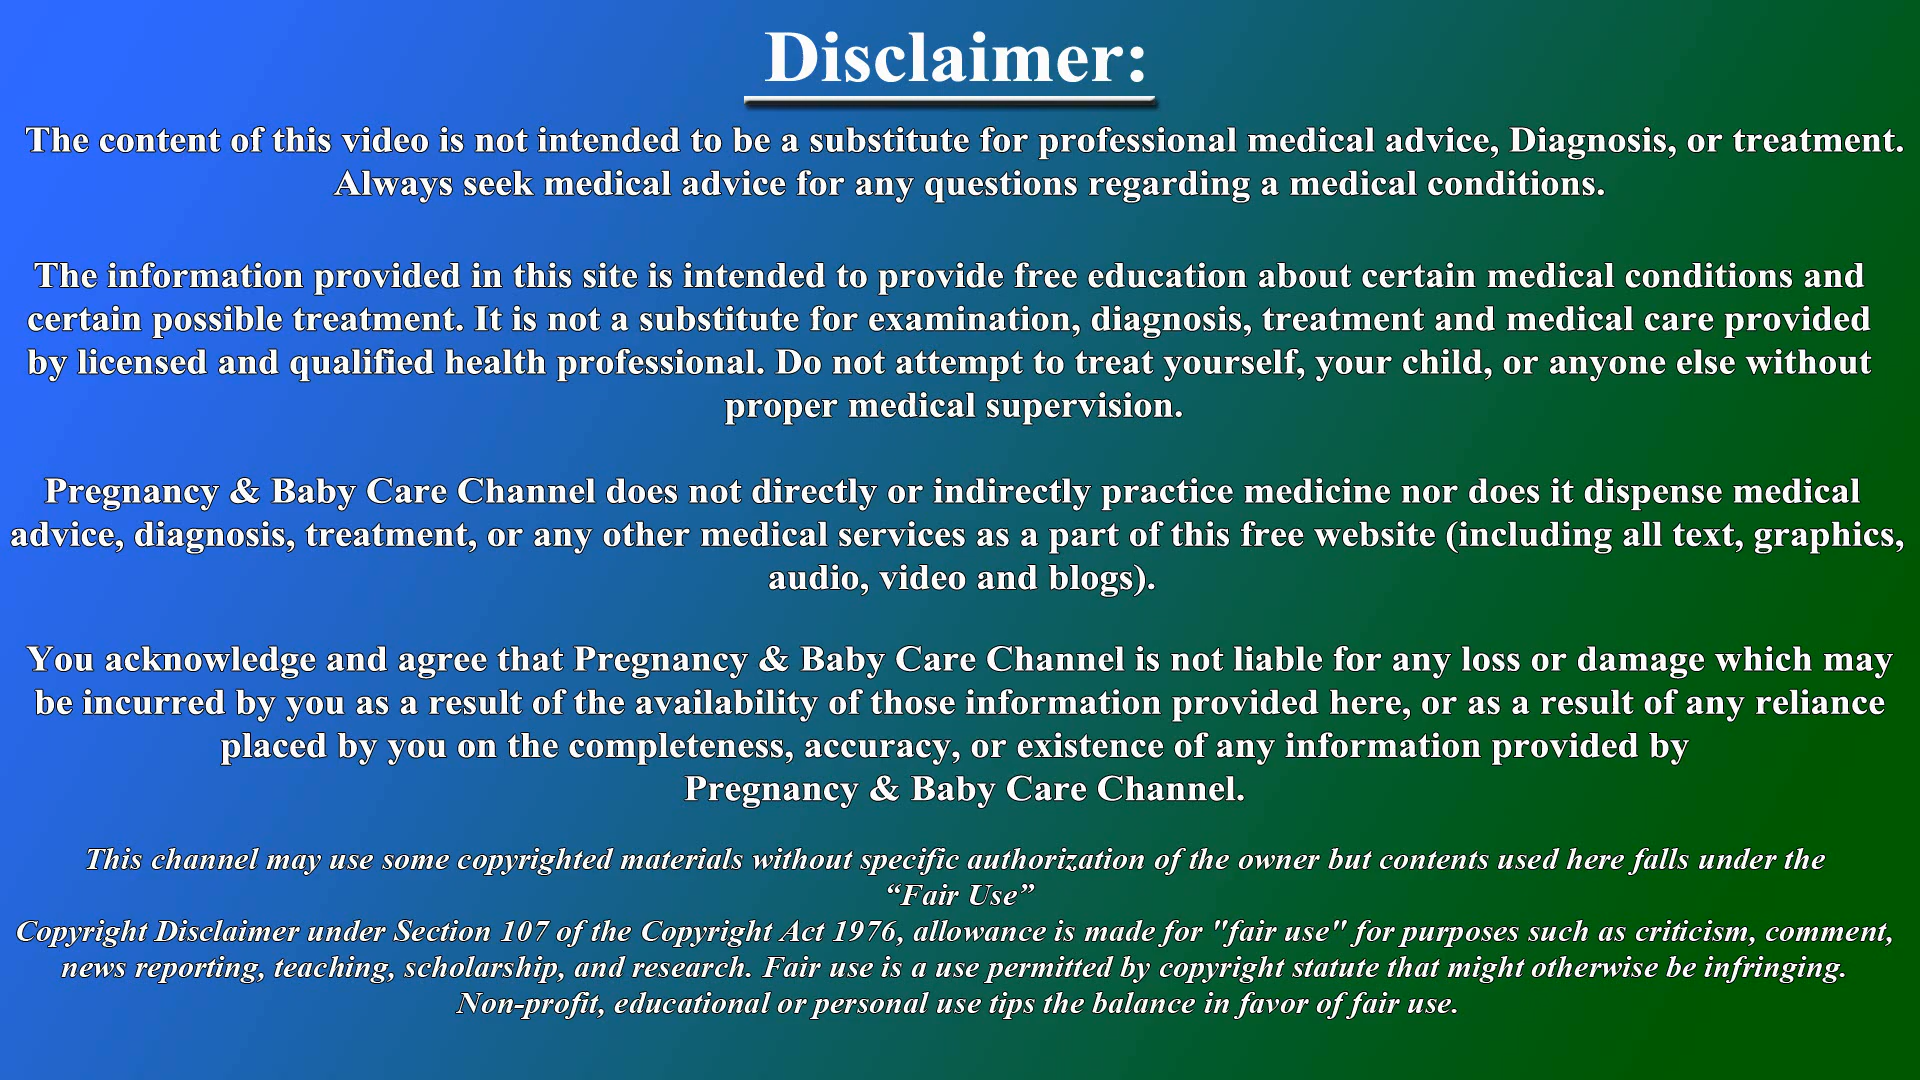 Disclaimer:
The content of this video is not intended to be a substitute for professional medical advice, Diagnosis, or treatment.
Always seek medical advice for any questions regarding a medical conditions.
The information provided in this site is intended to provide free education about certain medical conditions and
certain possible treatment. It is not a substitute for examination, diagnosis, treatment and medical care provided
by licensed and qualified health professional. Do not attempt to treat yourself, your child, or anyone else without
proper medical supervision.
Pregnancy & Baby Care Channel does not directly or indirectly practice medicine nor does it dispense medical
advice, diagnosis, treatment, or any other medical services as a part of this free website (including all text, graphics,
audio, video and blogs).
You acknowledge and agree that Pregnancy & Baby Care Channel is not liable for any loss or damage which may
be incurred by you as a result of the availability of those information provided here, or as a result of any reliance
placed by you on the completeness, accuracy, or existence of any information provided by
Pregnancy & Baby Care Channel.
This channel may use some copyrighted materials without specific authorization of the owner but contents used here falls under the
“Fair Use”
Copyright Disclaimer under Section 107 of the Copyright Act 1976, allowance is made for "fair use" for purposes such as criticism, comment,
news reporting, teaching, scholarship, and research. Fair use is a use permitted by copyright statute that might otherwise be infringing.
Non-profit, educational or personal use tips the balance in favor of fair use.